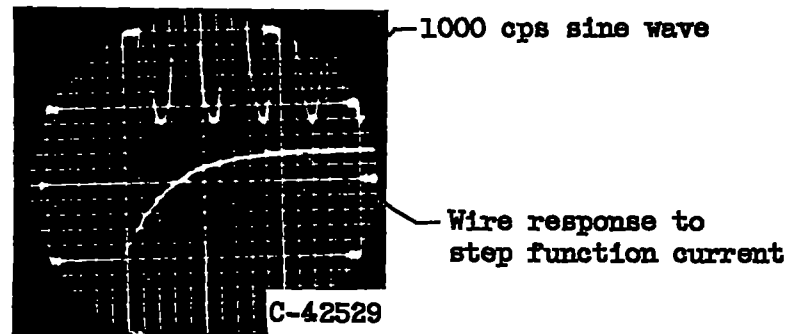 1000 cps sine wave
Wire response to
step function current
C-42529